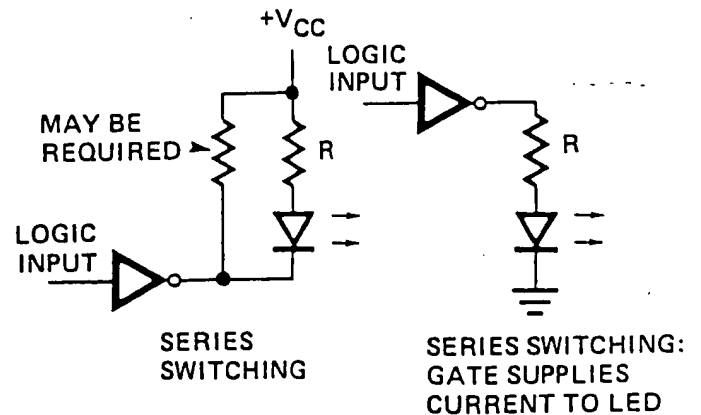 +VCC
LOGIC
INPUT
MAY BE
REQUIRED
R
R
LOGIC
INPUT
SERIES
SWITCHING
SERIES SWITCHING:
GATE SUPPLIES
CURRENT TO LED